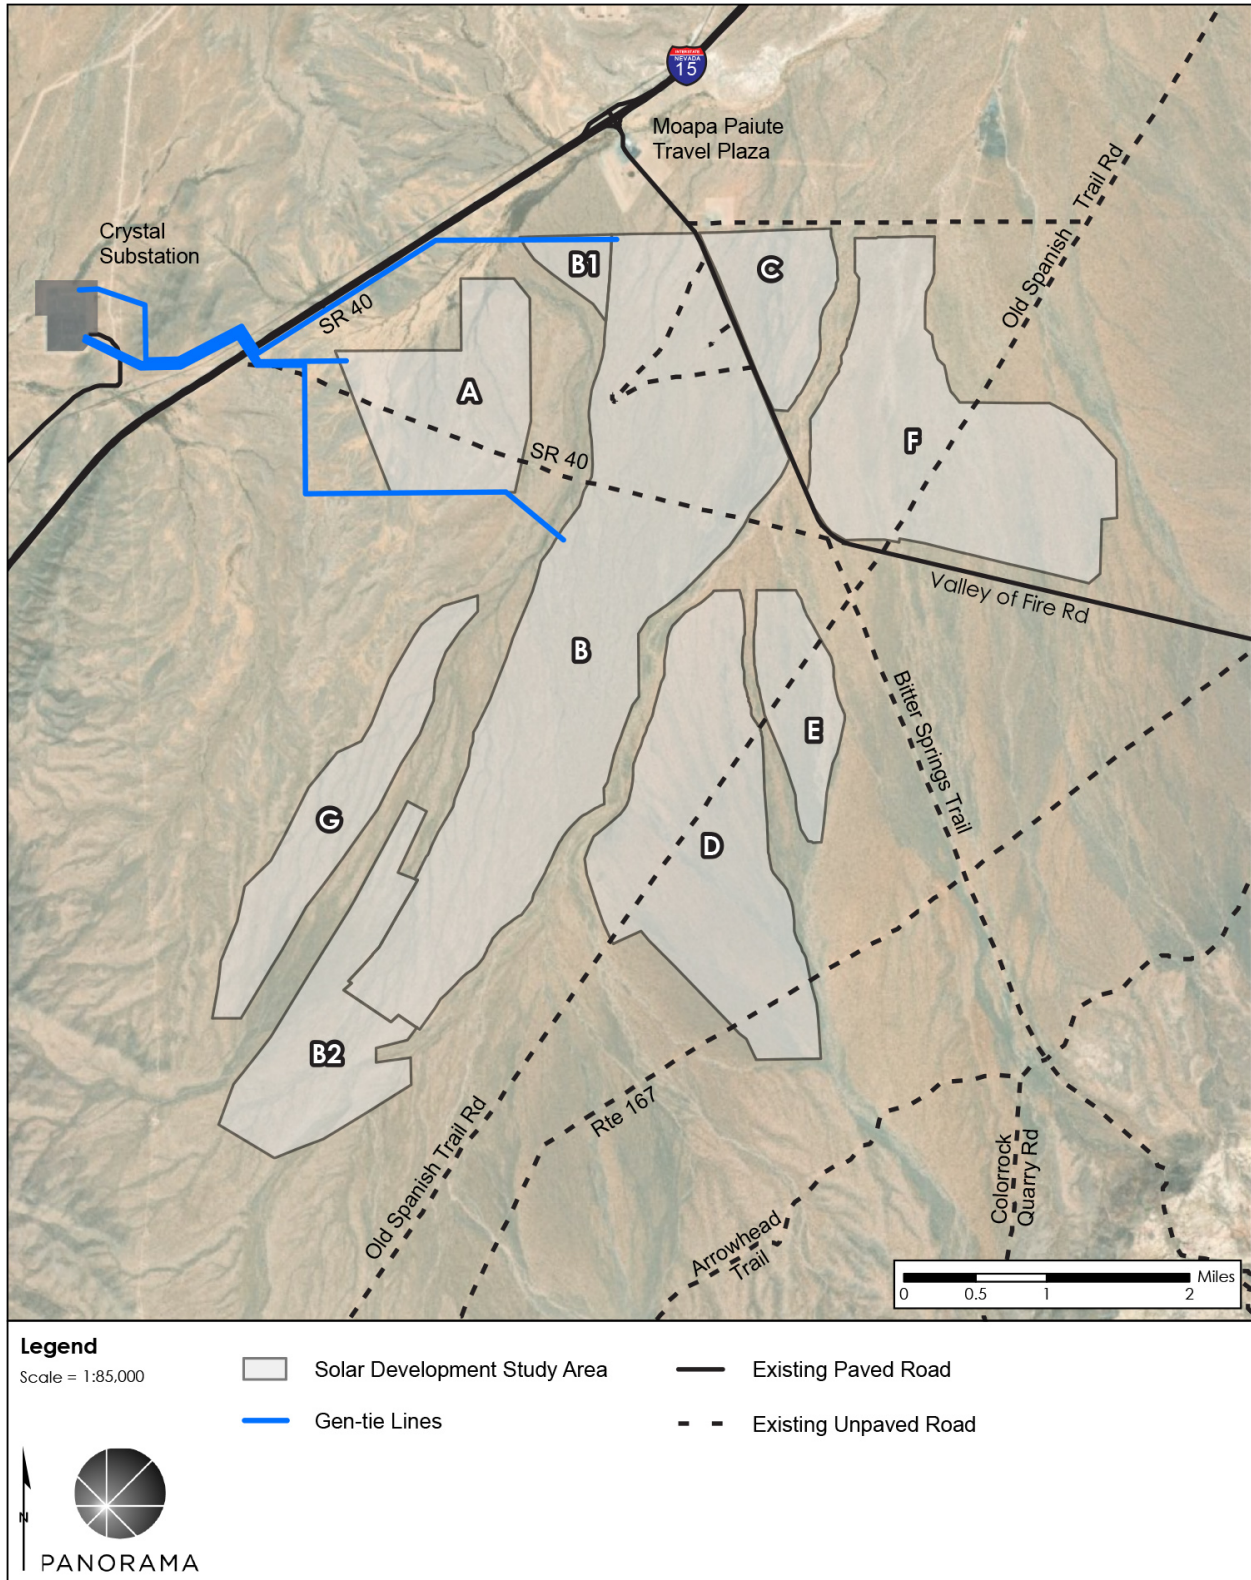 INTERSTATE
NEVADA
15
Moapa Paiute
Travel Plaza
Old Spanish Trail Rd
Crystal
Substation
B1
C
SR 40
A
F
SR 40
Valley of Fire Rd
B
E
Bitter Springs Trail
G
D
B2
Rte 167
Old Spanish Trail Rd
Colorrock
Quarry Rd
Arrowhead
Trail
Miles
0 0.5 1 2
Legend
Scale = 1:85,000
Solar Development Study Area
Existing Paved Road
Gen-tie Lines
Existing Unpaved Road
N
PANORAMA